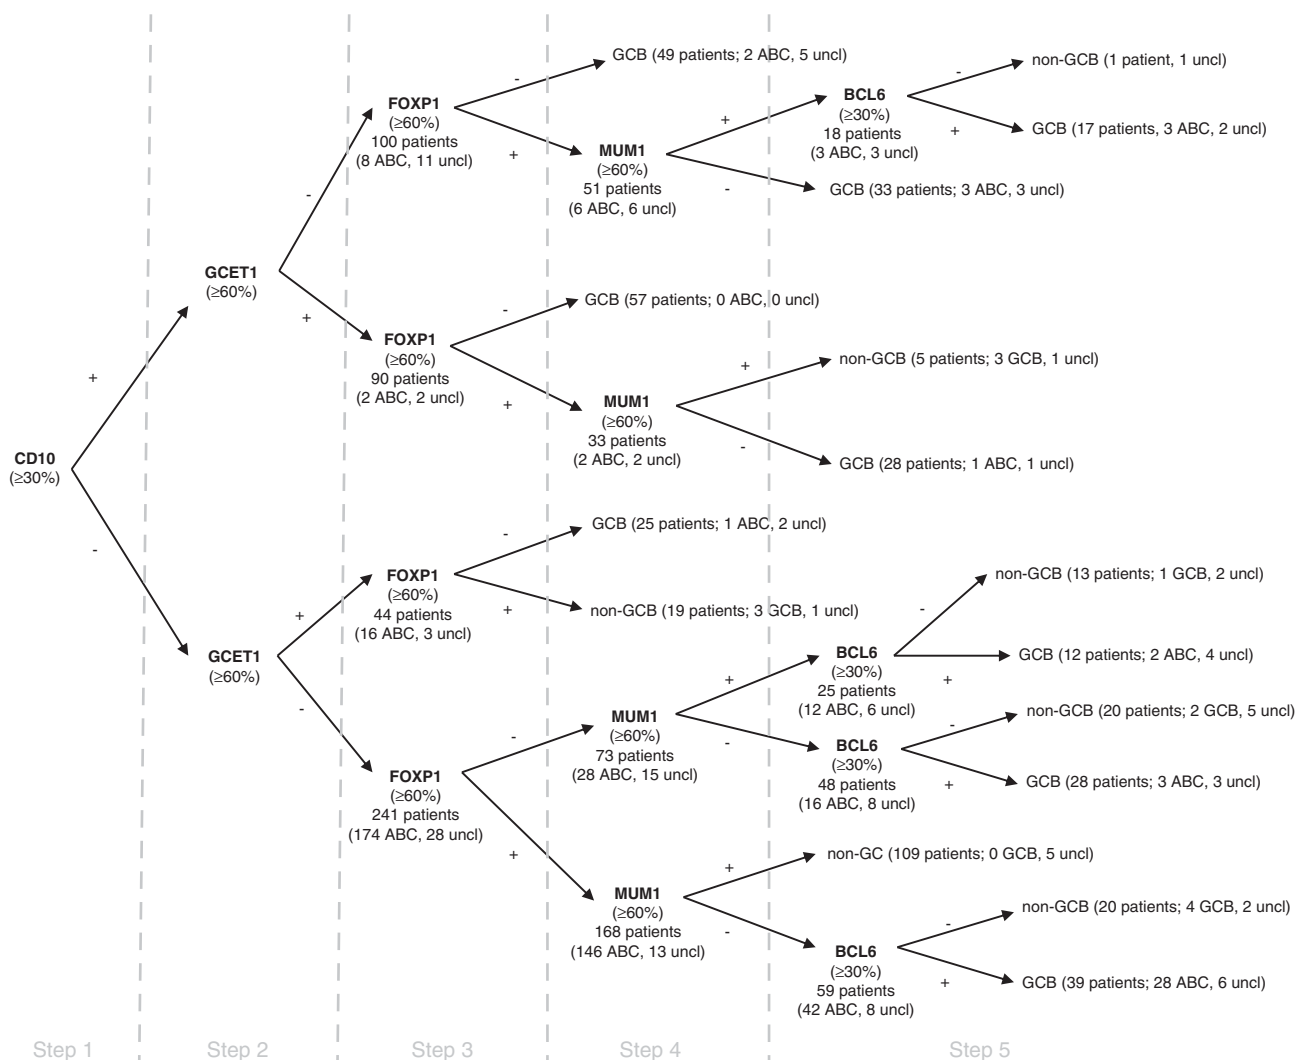 CD10
(≥30%)
+
-
GCET1
(≥60%)
-
+
GCET1
(≥60%)
+
-
FOXP1
(≥60%)
100 patients
(8 ABC, 11 uncl)
-
+
GCB (49 patients; 2 ABC, 5 uncl)
MUM1
(≥60%)
51 patients
(6 ABC, 6 uncl)
+
-
BCL6
(≥30%)
18 patients
(3 ABC, 3 uncl)
-
+
non-GCB (1 patient, 1 uncl)
GCB (17 patients, 3 ABC, 2 uncl)
GCB (33 patients; 3 ABC, 3 uncl)
FOXP1
(≥60%)
90 patients
(2 ABC, 2 uncl)
-
+
GCB (57 patients; 0 ABC, 0 uncl)
MUM1
(≥60%)
33 patients
(2 ABC, 2 uncl)
+
-
non-GCB (5 patients; 3 GCB, 1 uncl)
GCB (28 patients; 1 ABC, 1 uncl)
FOXP1
(≥60%)
44 patients
(16 ABC, 3 uncl)
-
+
GCB (25 patients; 1 ABC, 2 uncl)
non-GCB (19 patients; 3 GCB, 1 uncl)
FOXP1
(≥60%)
241 patients
(174 ABC, 28 uncl)
-
+
MUM1
(≥60%)
73 patients
(28 ABC, 15 uncl)
+
-
BCL6
(≥30%)
25 patients
(12 ABC, 6 uncl)
-
+
non-GCB (13 patients; 1 GCB, 2 uncl)
GCB (12 patients; 2 ABC, 4 uncl)
BCL6
(≥30%)
48 patients
(16 ABC, 8 uncl)
-
+
non-GCB (20 patients; 2 GCB, 5 uncl)
GCB (28 patients; 3 ABC, 3 uncl)
MUM1
(≥60%)
168 patients
(146 ABC, 13 uncl)
+
-
non-GC (109 patients; 0 GCB, 5 uncl)
BCL6
(≥30%)
59 patients
(42 ABC, 8 uncl)
-
+
non-GCB (20 patients; 4 GCB, 2 uncl)
GCB (39 patients; 28 ABC, 6 uncl)
Step 1
Step 2
Step 3
Step 4
Step 5